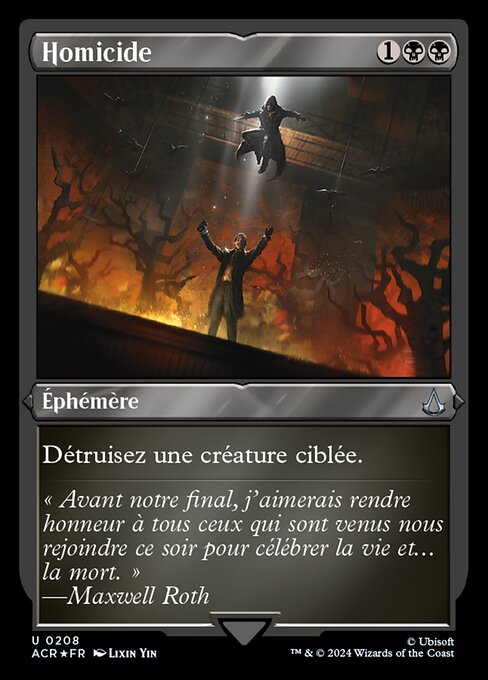 Homicide 1
Éphémère
Détruisez une créature ciblée.
« Avant notre final, j'aimerais rendre
honneur à tous ceux qui sont venus nous
rejoindre ce soir pour célébrer la vie et…
la mort. »
—Maxwell Roth
U 0208
ACR★FR Lixin Yin
© Ubisoft
™ & © 2024 Wizards of the Coast